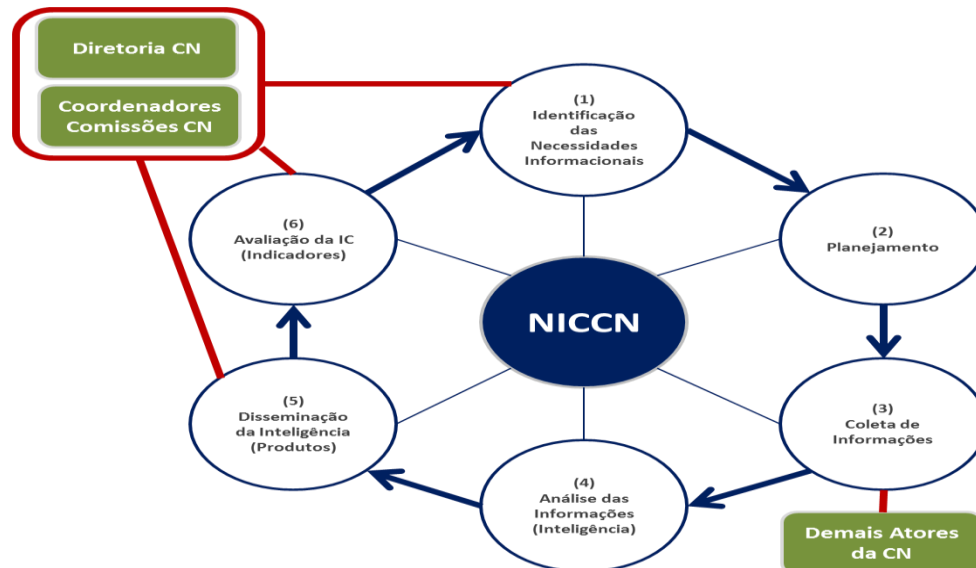 Diretoria CN
Coordenadores
Comissões CN
(1)
Identificação
das
Necessidades
Informacionais
(2)
Planejamento
(3)
Coleta de
Informações
(4)
Análise das
Informações
(Inteligência)
(5)
Disseminação
da Inteligência
(Produtos)
(6)
Avaliação da IC
(Indicadores)
NICCN
Demais Atores
da CN